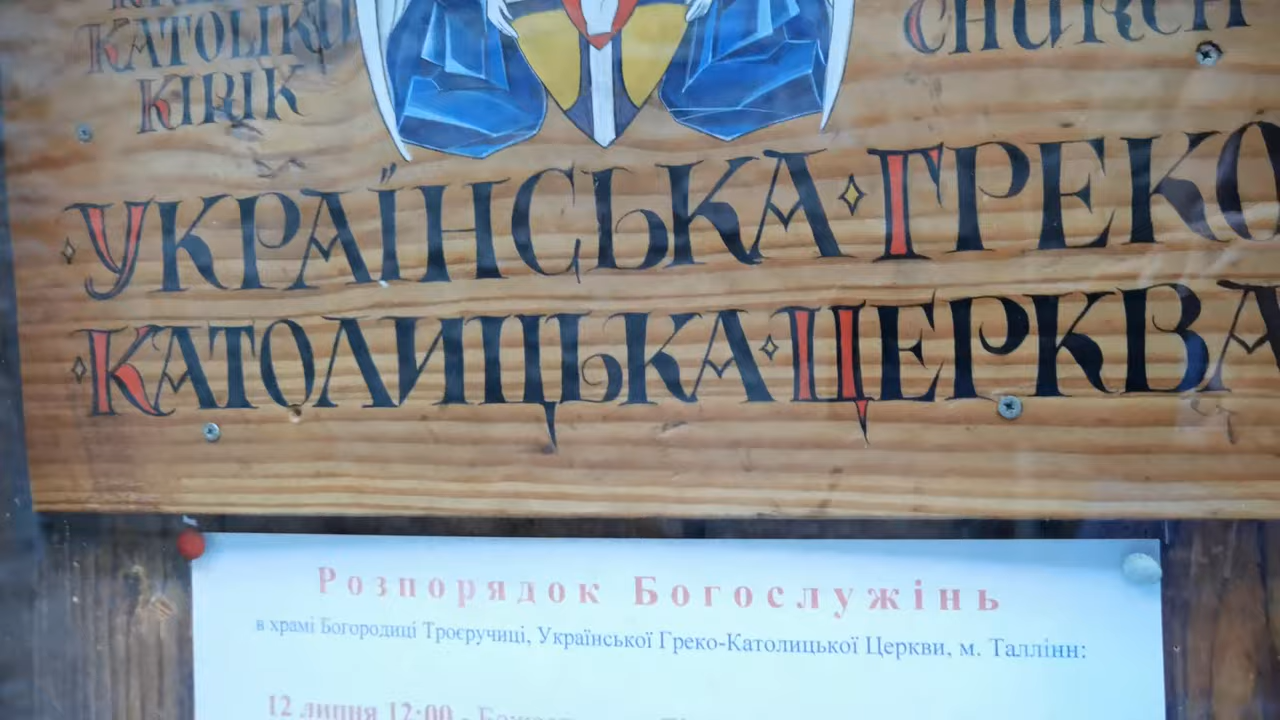 KATOLIKU
KIRIK
CHURCH
УКРАЇНСЬКА ГРЕКО
КАТОЛИЦЬКА ЦЕРКВА
Розпорядок Богослужінь
в храмі Богородиці Троєручиці, Української Греко-Католицької Церкви, м. Таллінн:
12 липня 12:00 -